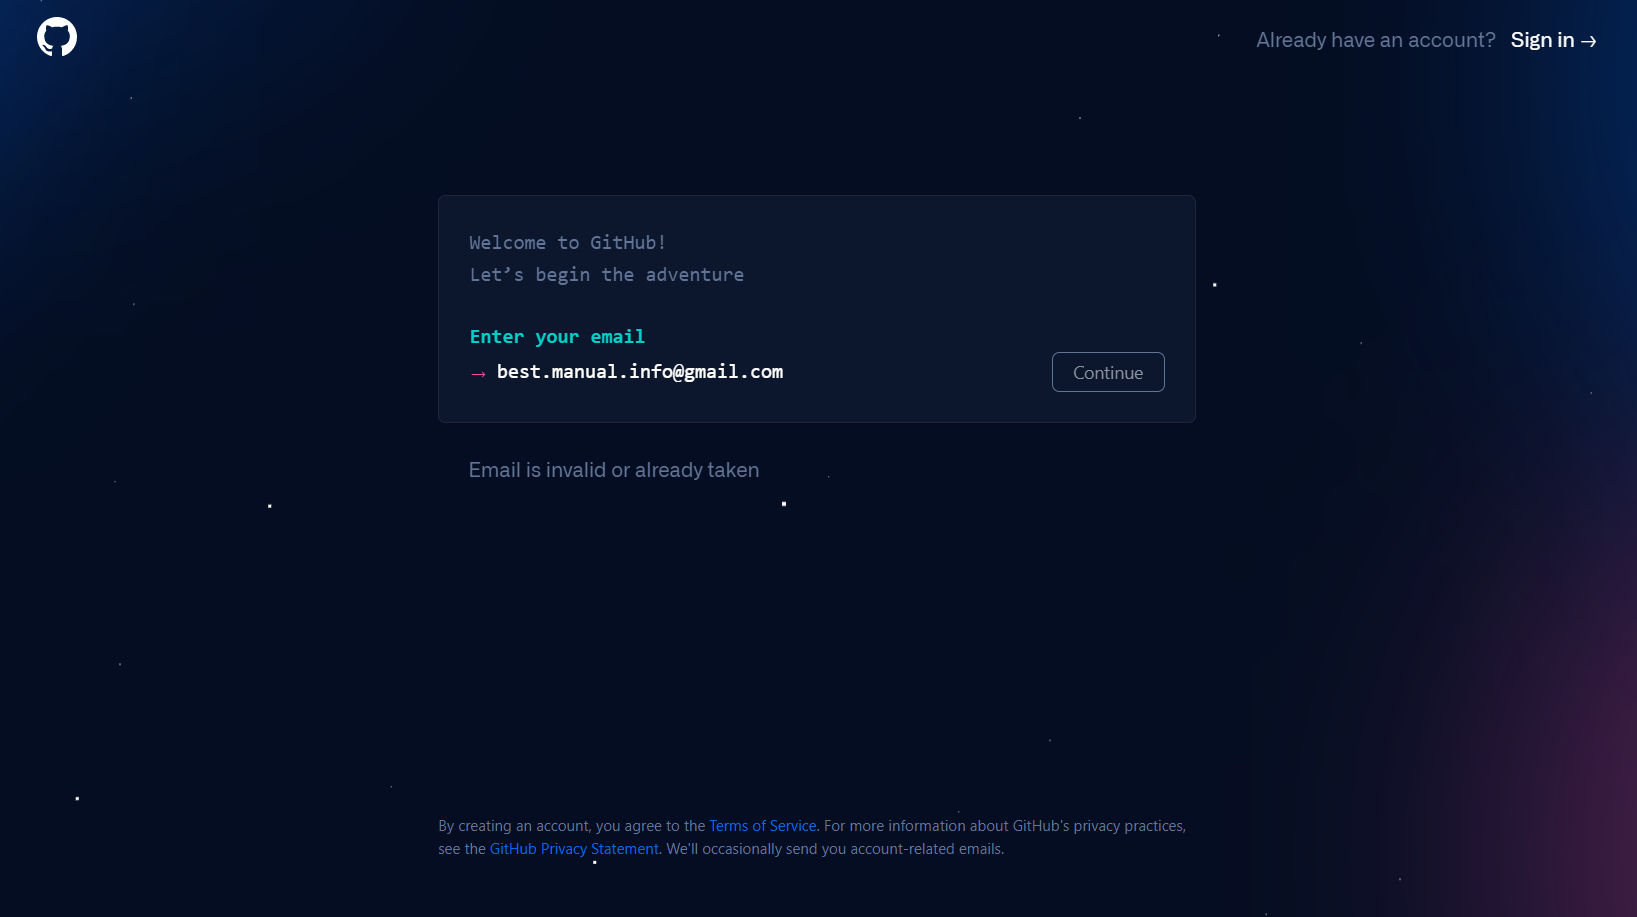 Already have an account? Sign in →
Welcome to GitHub!
Let’s begin the adventure
Enter your email
→ best.manual.info@gmail.com
Continue
Email is invalid or already taken
By creating an account, you agree to the Terms of Service. For more information about GitHub's privacy practices,
see the GitHub Privacy Statement. We'll occasionally send you account-related emails.